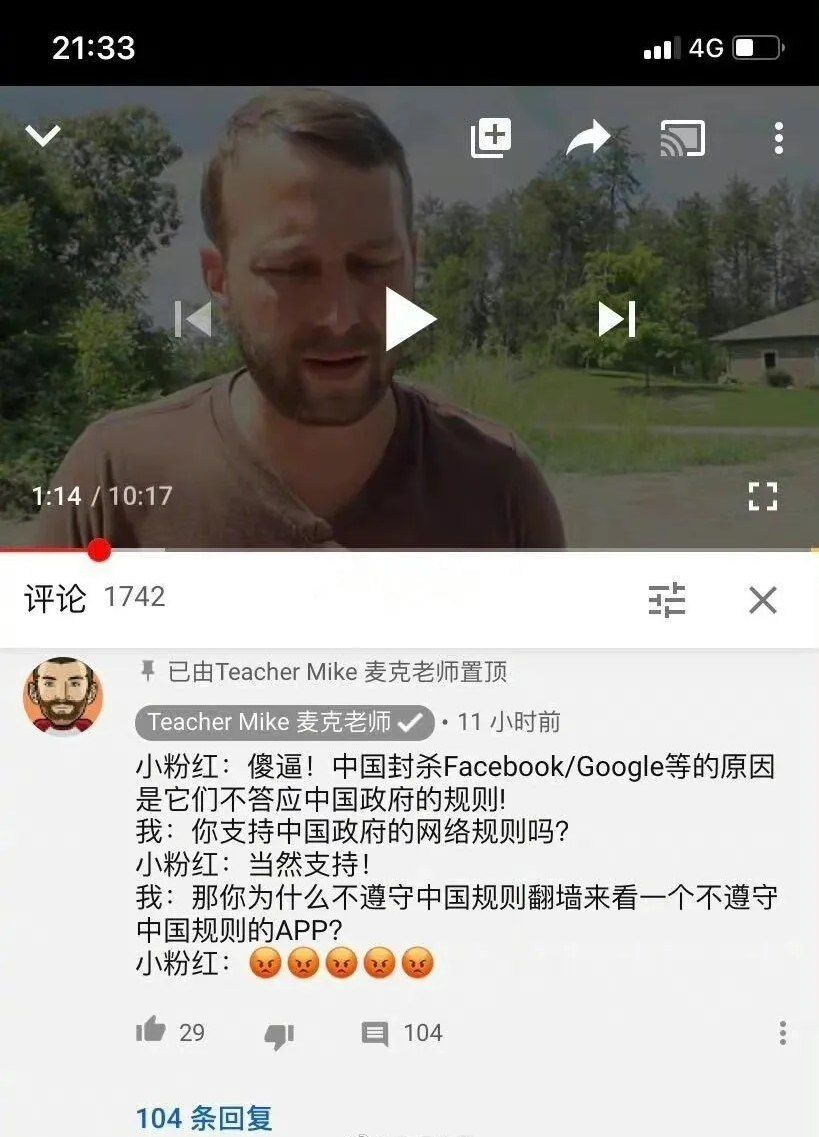 21:33
4G
1:14 / 10:17
评论 1742
已由Teacher Mike 麦克老师置顶
Teacher Mike 麦克老师 • 11 小时前
小粉红：傻逼！中国封杀Facebook/Google等的原因
是它们不答应中国政府的规则!
我：你支持中国政府的网络规则吗?
小粉红：当然支持！
我：那你为什么不遵守中国规则翻墙来看一个不遵守
中国规则的APP?
小粉红：😡😡😡😡😡
29 104
104 条回复